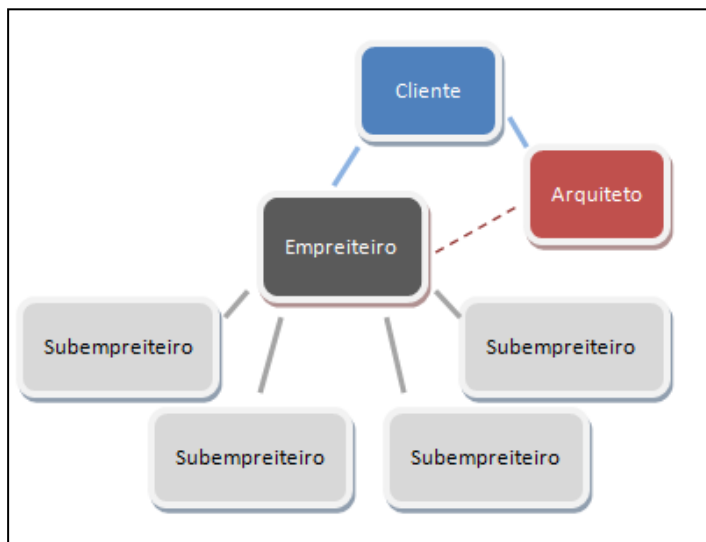 Cliente
Arquiteto
Empreiteiro
Subempreiteiro
Subempreiteiro
Subempreiteiro
Subempreiteiro